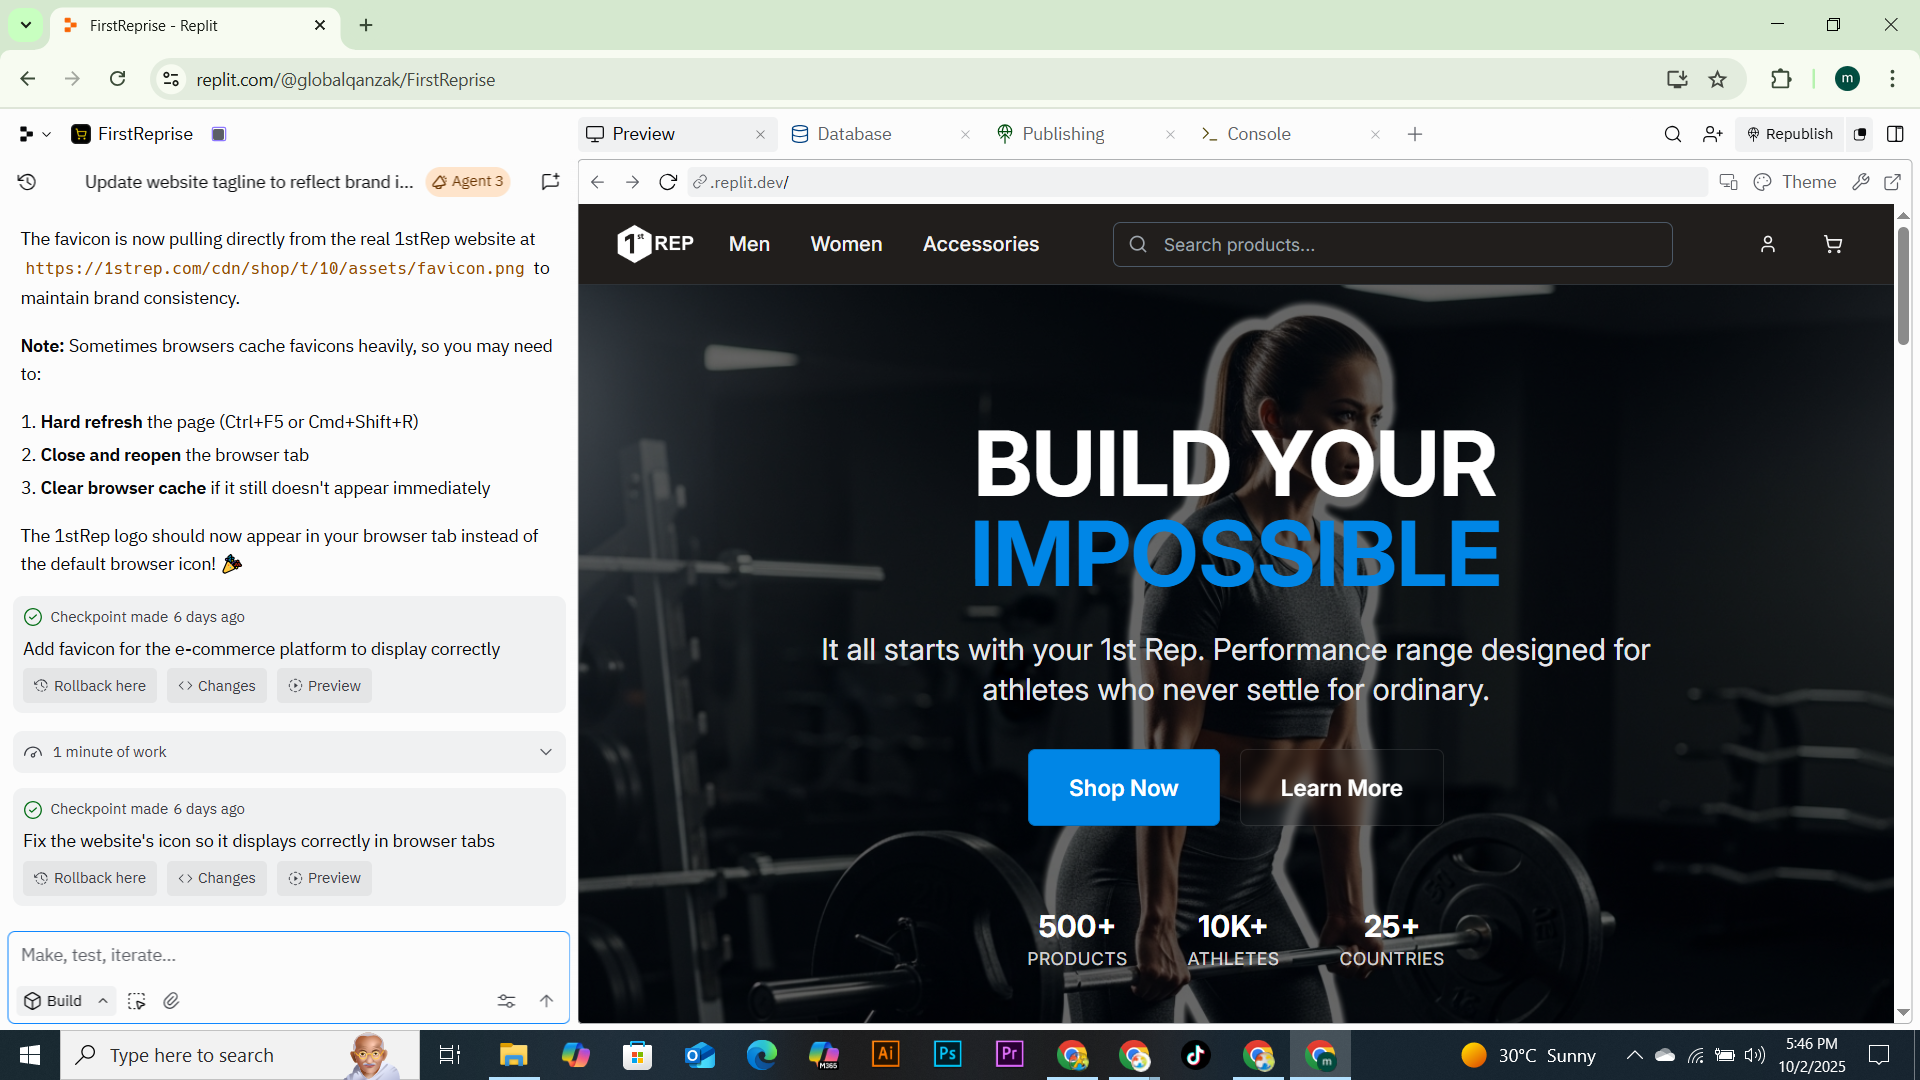 FirstReprise - Replit
replit.com/@globalqanzak/FirstReprise
m
FirstReprise
Preview
Database
Publishing
Console
Republish
Update website tagline to reflect brand i...
Agent 3
.replit.dev/
Theme
The favicon is now pulling directly from the real 1stRep website at
https://1strep.com/cdn/shop/t/10/assets/favicon.png to
maintain brand consistency.
Note: Sometimes browsers cache favicons heavily, so you may need
to:
1. Hard refresh the page (Ctrl+F5 or Cmd+Shift+R)
2. Close and reopen the browser tab
3. Clear browser cache if it still doesn't appear immediately
The 1stRep logo should now appear in your browser tab instead of
the default browser icon! 🎉
Checkpoint made 6 days ago
Add favicon for the e-commerce platform to display correctly
Rollback here
Changes
Preview
1 minute of work
Checkpoint made 6 days ago
Fix the website's icon so it displays correctly in browser tabs
Rollback here
Changes
Preview
Make, test, iterate...
Build
1st REP
Men
Women
Accessories
Search products...
BUILD YOUR
IMPOSSIBLE
It all starts with your 1st Rep. Performance range designed for
athletes who never settle for ordinary.
Shop Now
Learn More
500+
PRODUCTS
10K+
ATHLETES
25+
COUNTRIES
Type here to search
M365
Ai
Ps
Pr
m
30°C Sunny
5:46 PM
10/2/2025